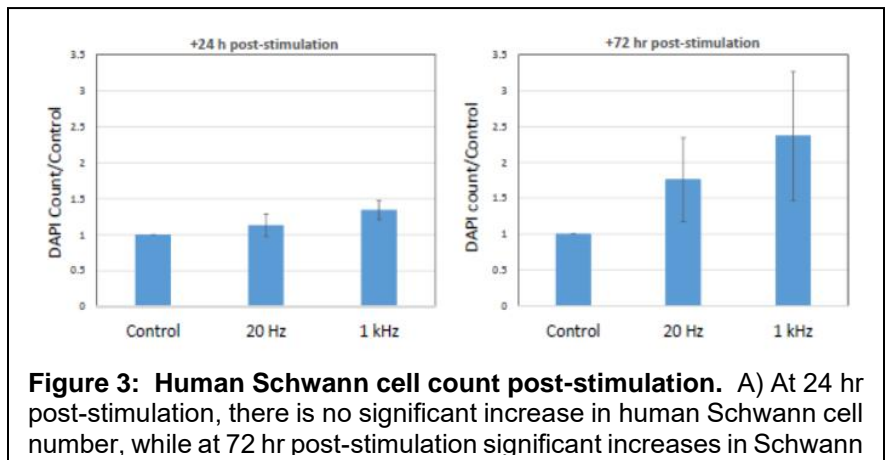 +24 h post-stimulation
3.5
3
2.5
2
1.5
1
0.5
0
DAPI Count/Control
Control 20 Hz 1 kHz
+72 hr post-stimulation
3.5
3
2.5
2
1.5
1
0.5
0
DAPI count/Control
Control 20 Hz 1 kHz
Figure 3: Human Schwann cell count post-stimulation. A) At 24 hr
post-stimulation, there is no significant increase in human Schwann cell
number, while at 72 hr post-stimulation significant increases in Schwann